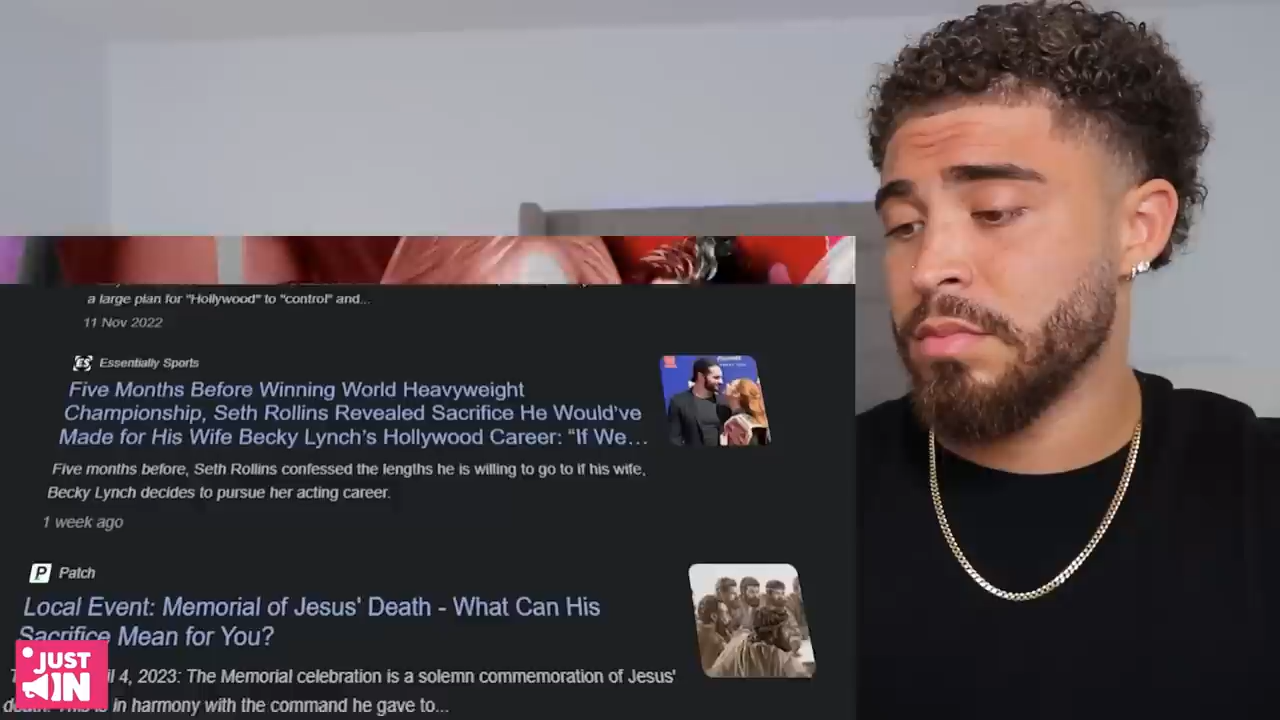 a large plan for "Hollywood" to "control" and...
11 Nov 2022
ES Essentially Sports
Five Months Before Winning World Heavyweight
Championship, Seth Rollins Revealed Sacrifice He Would've
Made for His Wife Becky Lynch's Hollywood Career: “If We...
Five months before, Seth Rollins confessed the lengths he is willing to go to if his wife,
Becky Lynch decides to pursue her acting career.
1 week ago
P Patch
Local Event: Memorial of Jesus' Death - What Can His
Sacrifice Mean for You?
4, 2023: The Memorial celebration is a solemn commemoration of Jesus'
in harmony with the command he gave to...
JUST
IN